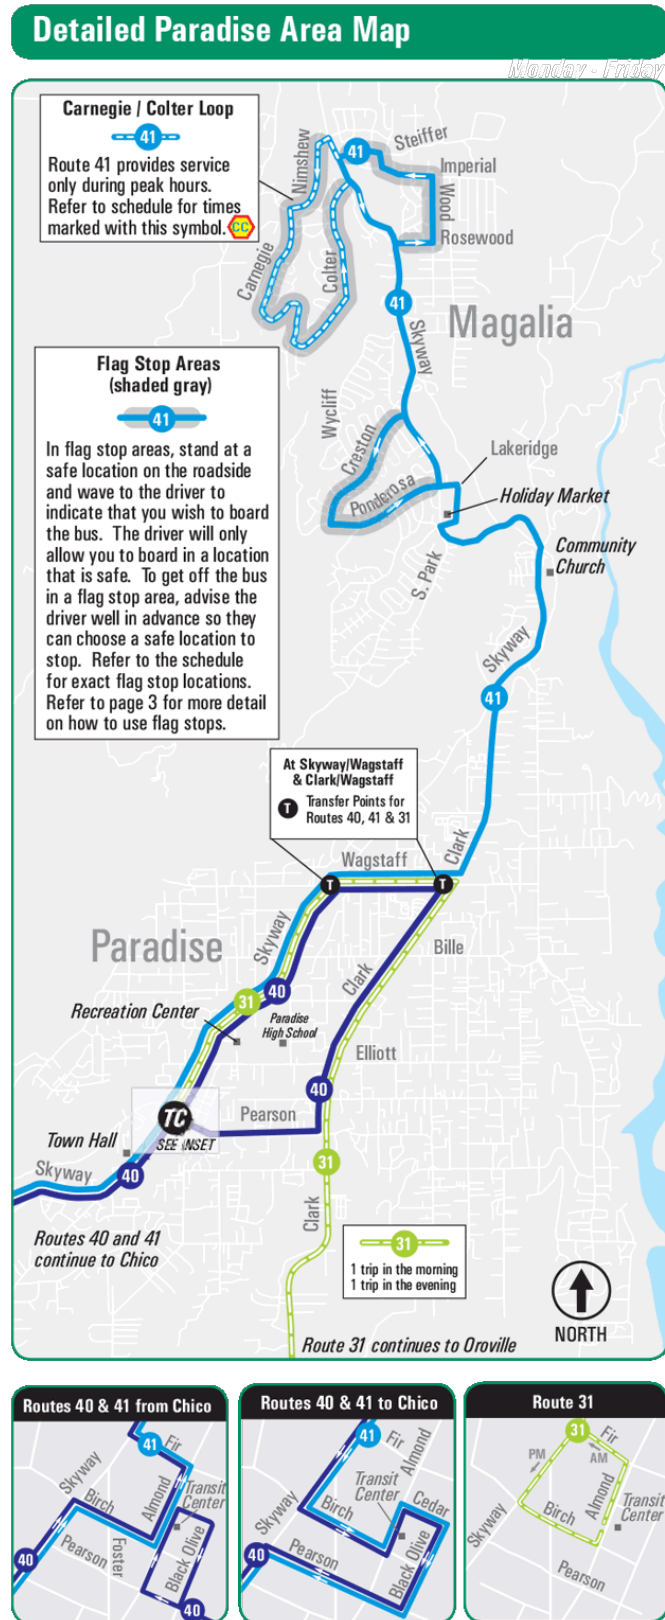 Detailed Paradise Area Map
Monday - Friday
Carnegie / Colter Loop
41
Route 41 provides service
only during peak hours.
Refer to schedule for times
marked with this symbol. CC
Nimshew
41
Steiffer
Imperial
Wood
Rosewood
Carnegie
Colter
41
Skyway
Magalia
Flag Stop Areas
(shaded gray)
41
In flag stop areas, stand at a
safe location on the roadside
and wave to the driver to
indicate that you wish to board
the bus. The driver will only
allow you to board in a location
that is safe. To get off the bus
in a flag stop area, advise the
driver well in advance so they
can choose a safe location to
stop. Refer to the schedule
for exact flag stop locations.
Refer to page 3 for more detail
on how to use flag stops.
Wycliff
Creston
Ponderosa
Lakeridge
Holiday Market
S. Park
Community
Church
Skyway
41
At Skyway/Wagstaff
& Clark/Wagstaff
T Transfer Points for
Routes 40, 41 & 31
Wagstaff
Clark
T
T
Paradise
Skyway
Bille
Clark
31
40
Recreation Center
Paradise
High School
Elliott
40
TC
SEE INSET
Pearson
Town Hall
Skyway
40
31
Clark
Routes 40 and 41
continue to Chico
31
1 trip in the morning
1 trip in the evening
NORTH
Route 31 continues to Oroville
Routes 40 & 41 from Chico
41
Fir
Skyway
Birch
Almond
Transit
Center
Pearson
Foster
Black Olive
40
40
Routes 40 & 41 to Chico
41
Fir
Almond
Transit
Center
Skyway
Birch
Cedar
Pearson
Black Olive
40
Route 31
31
Fir
PM
AM
Birch
Almond
Transit
Center
Skyway
Pearson